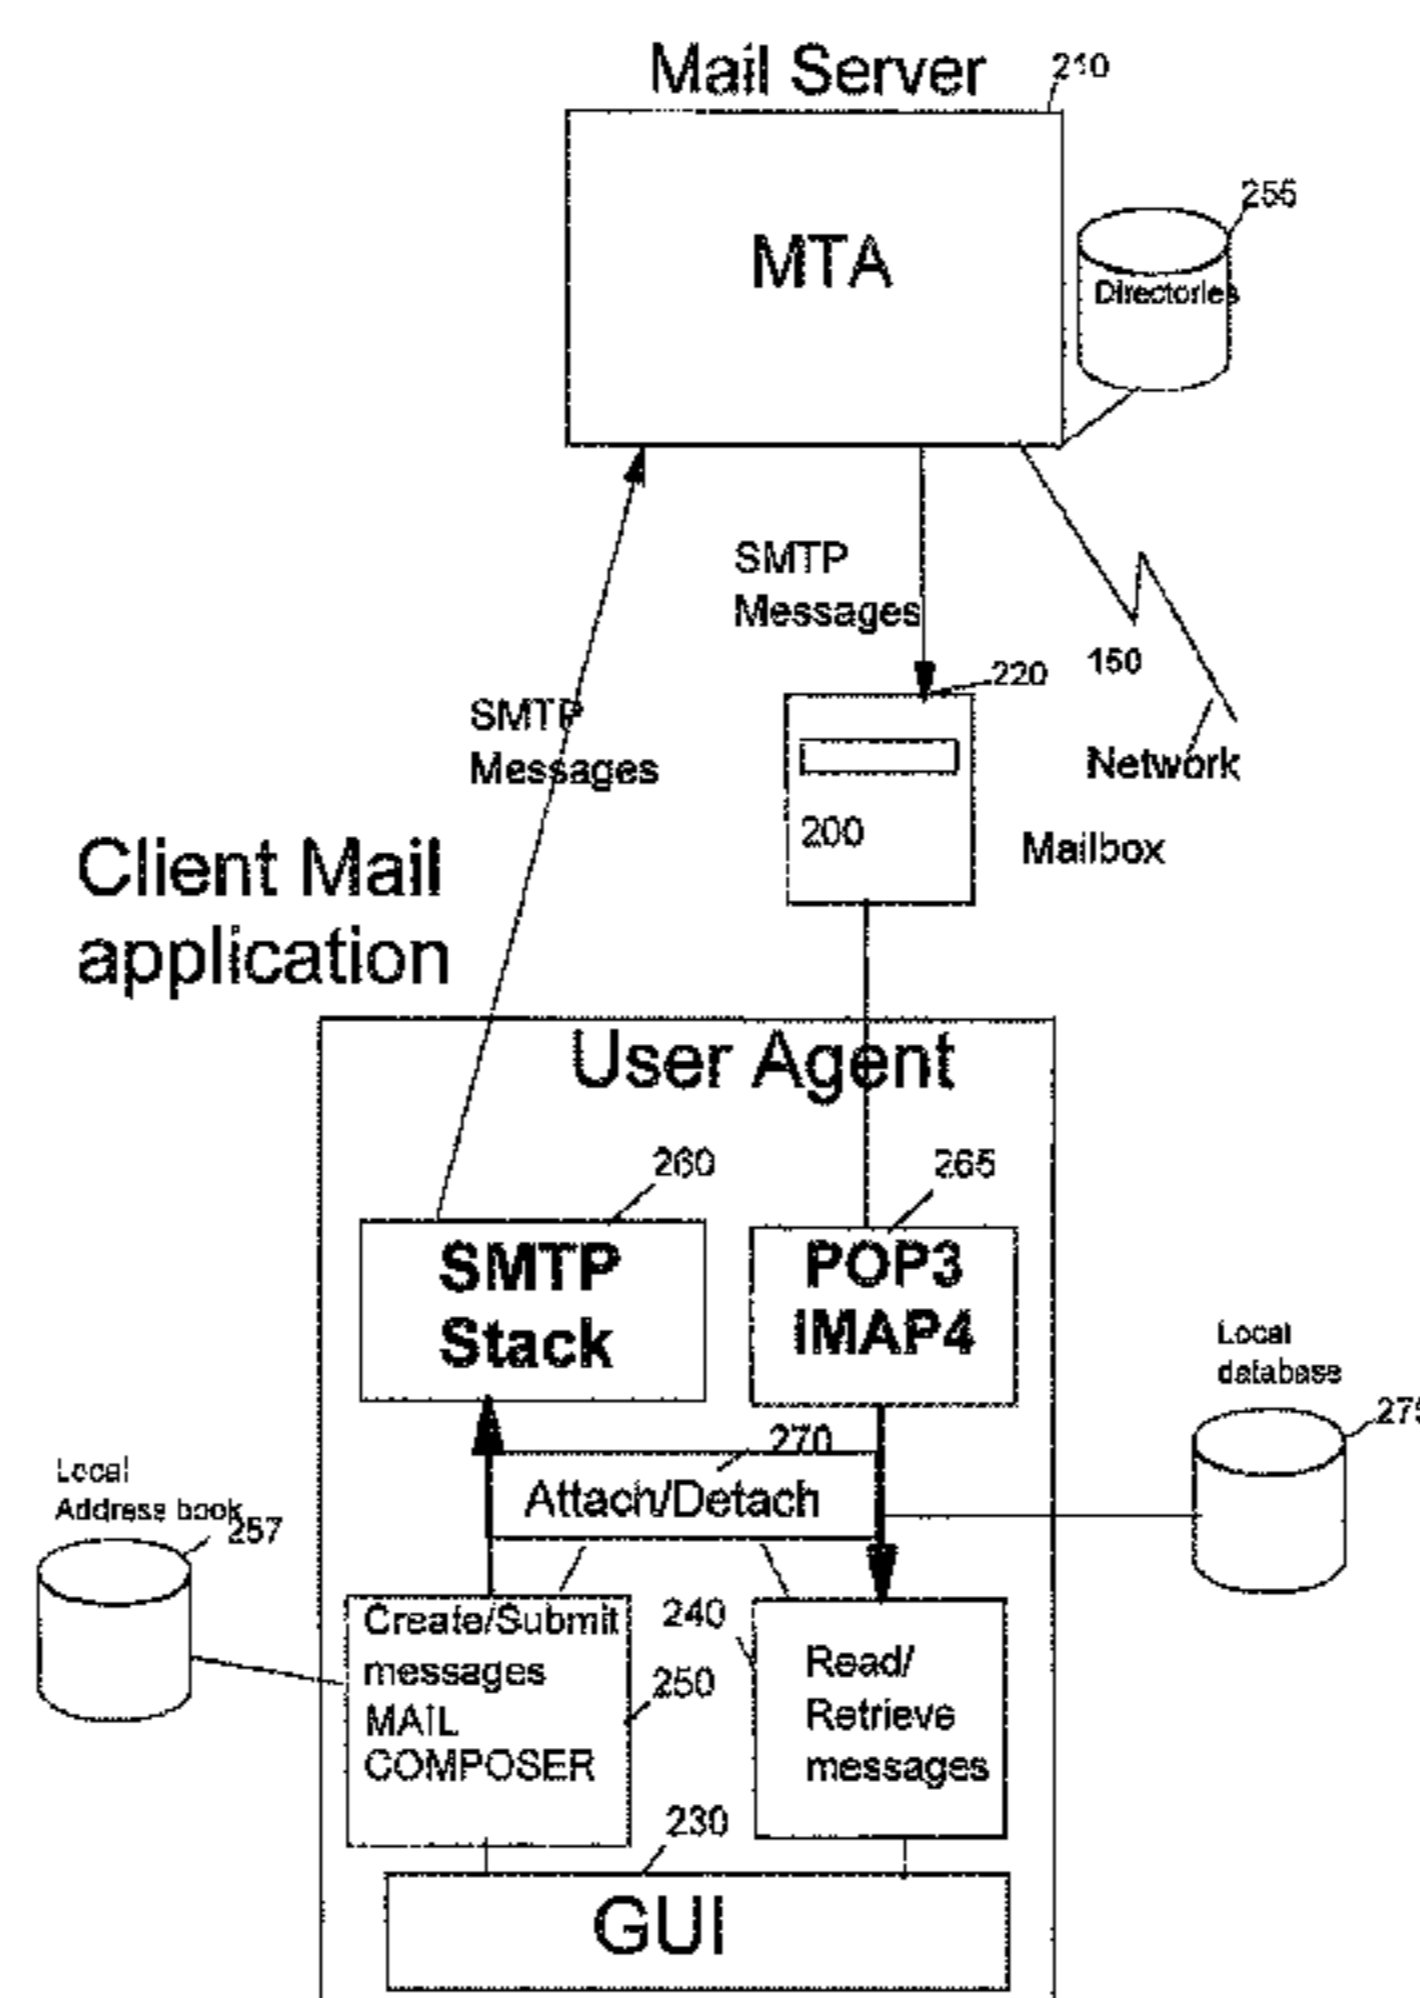 Mail Server
210
MTA
255
Directories
SMTP
Messages
220
150
SMTP
Messages
Network
200
Mailbox
Client Mail
application
User Agent
260
265
SMTP
Stack
POP3
IMAP4
Local
database
275
270
Attach/Detach
Local
Address book
257
Create/Submit
messages
MAIL
COMPOSER
240
250
Read/
Retrieve
messages
230
GUI